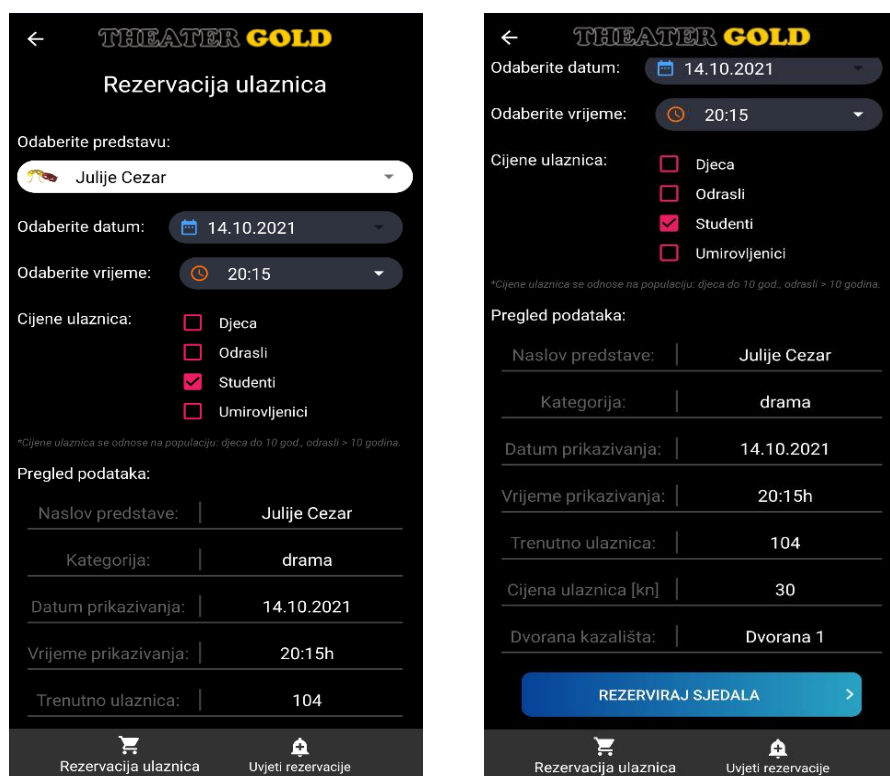 THEATER GOLD
Rezervacija ulaznica
Odaberite predstavu:
Julije Cezar
Odaberite datum: 14.10.2021
Odaberite vrijeme: 20:15
Cijene ulaznica: Djeca
Odrasli
Studenti
Umirovljenici
*Cijene ulaznica se odnose na populaciju: djeca do 10 god., odrasli > 10 godina.
Pregled podataka:
Naslov predstave: Julije Cezar
Kategorija: drama
Datum prikazivanja: 14.10.2021
Vrijeme prikazivanja: 20:15h
Trenutno ulaznica: 104
Rezervacija ulaznica Uvjeti rezervacije
THEATER GOLD
Odaberite datum: 14.10.2021
Odaberite vrijeme: 20:15
Cijene ulaznica: Djeca
Odrasli
Studenti
Umirovljenici
*Cijene ulaznica se odnose na populaciju: djeca do 10 god., odrasli > 10 godina.
Pregled podataka:
Naslov predstave: Julije Cezar
Kategorija: drama
Datum prikazivanja: 14.10.2021
Vrijeme prikazivanja: 20:15h
Trenutno ulaznica: 104
Cijena ulaznica [kn] 30
Dvorana kazališta: Dvorana 1
REZERVIRAJ SJEDALA
Rezervacija ulaznica Uvjeti rezervacije